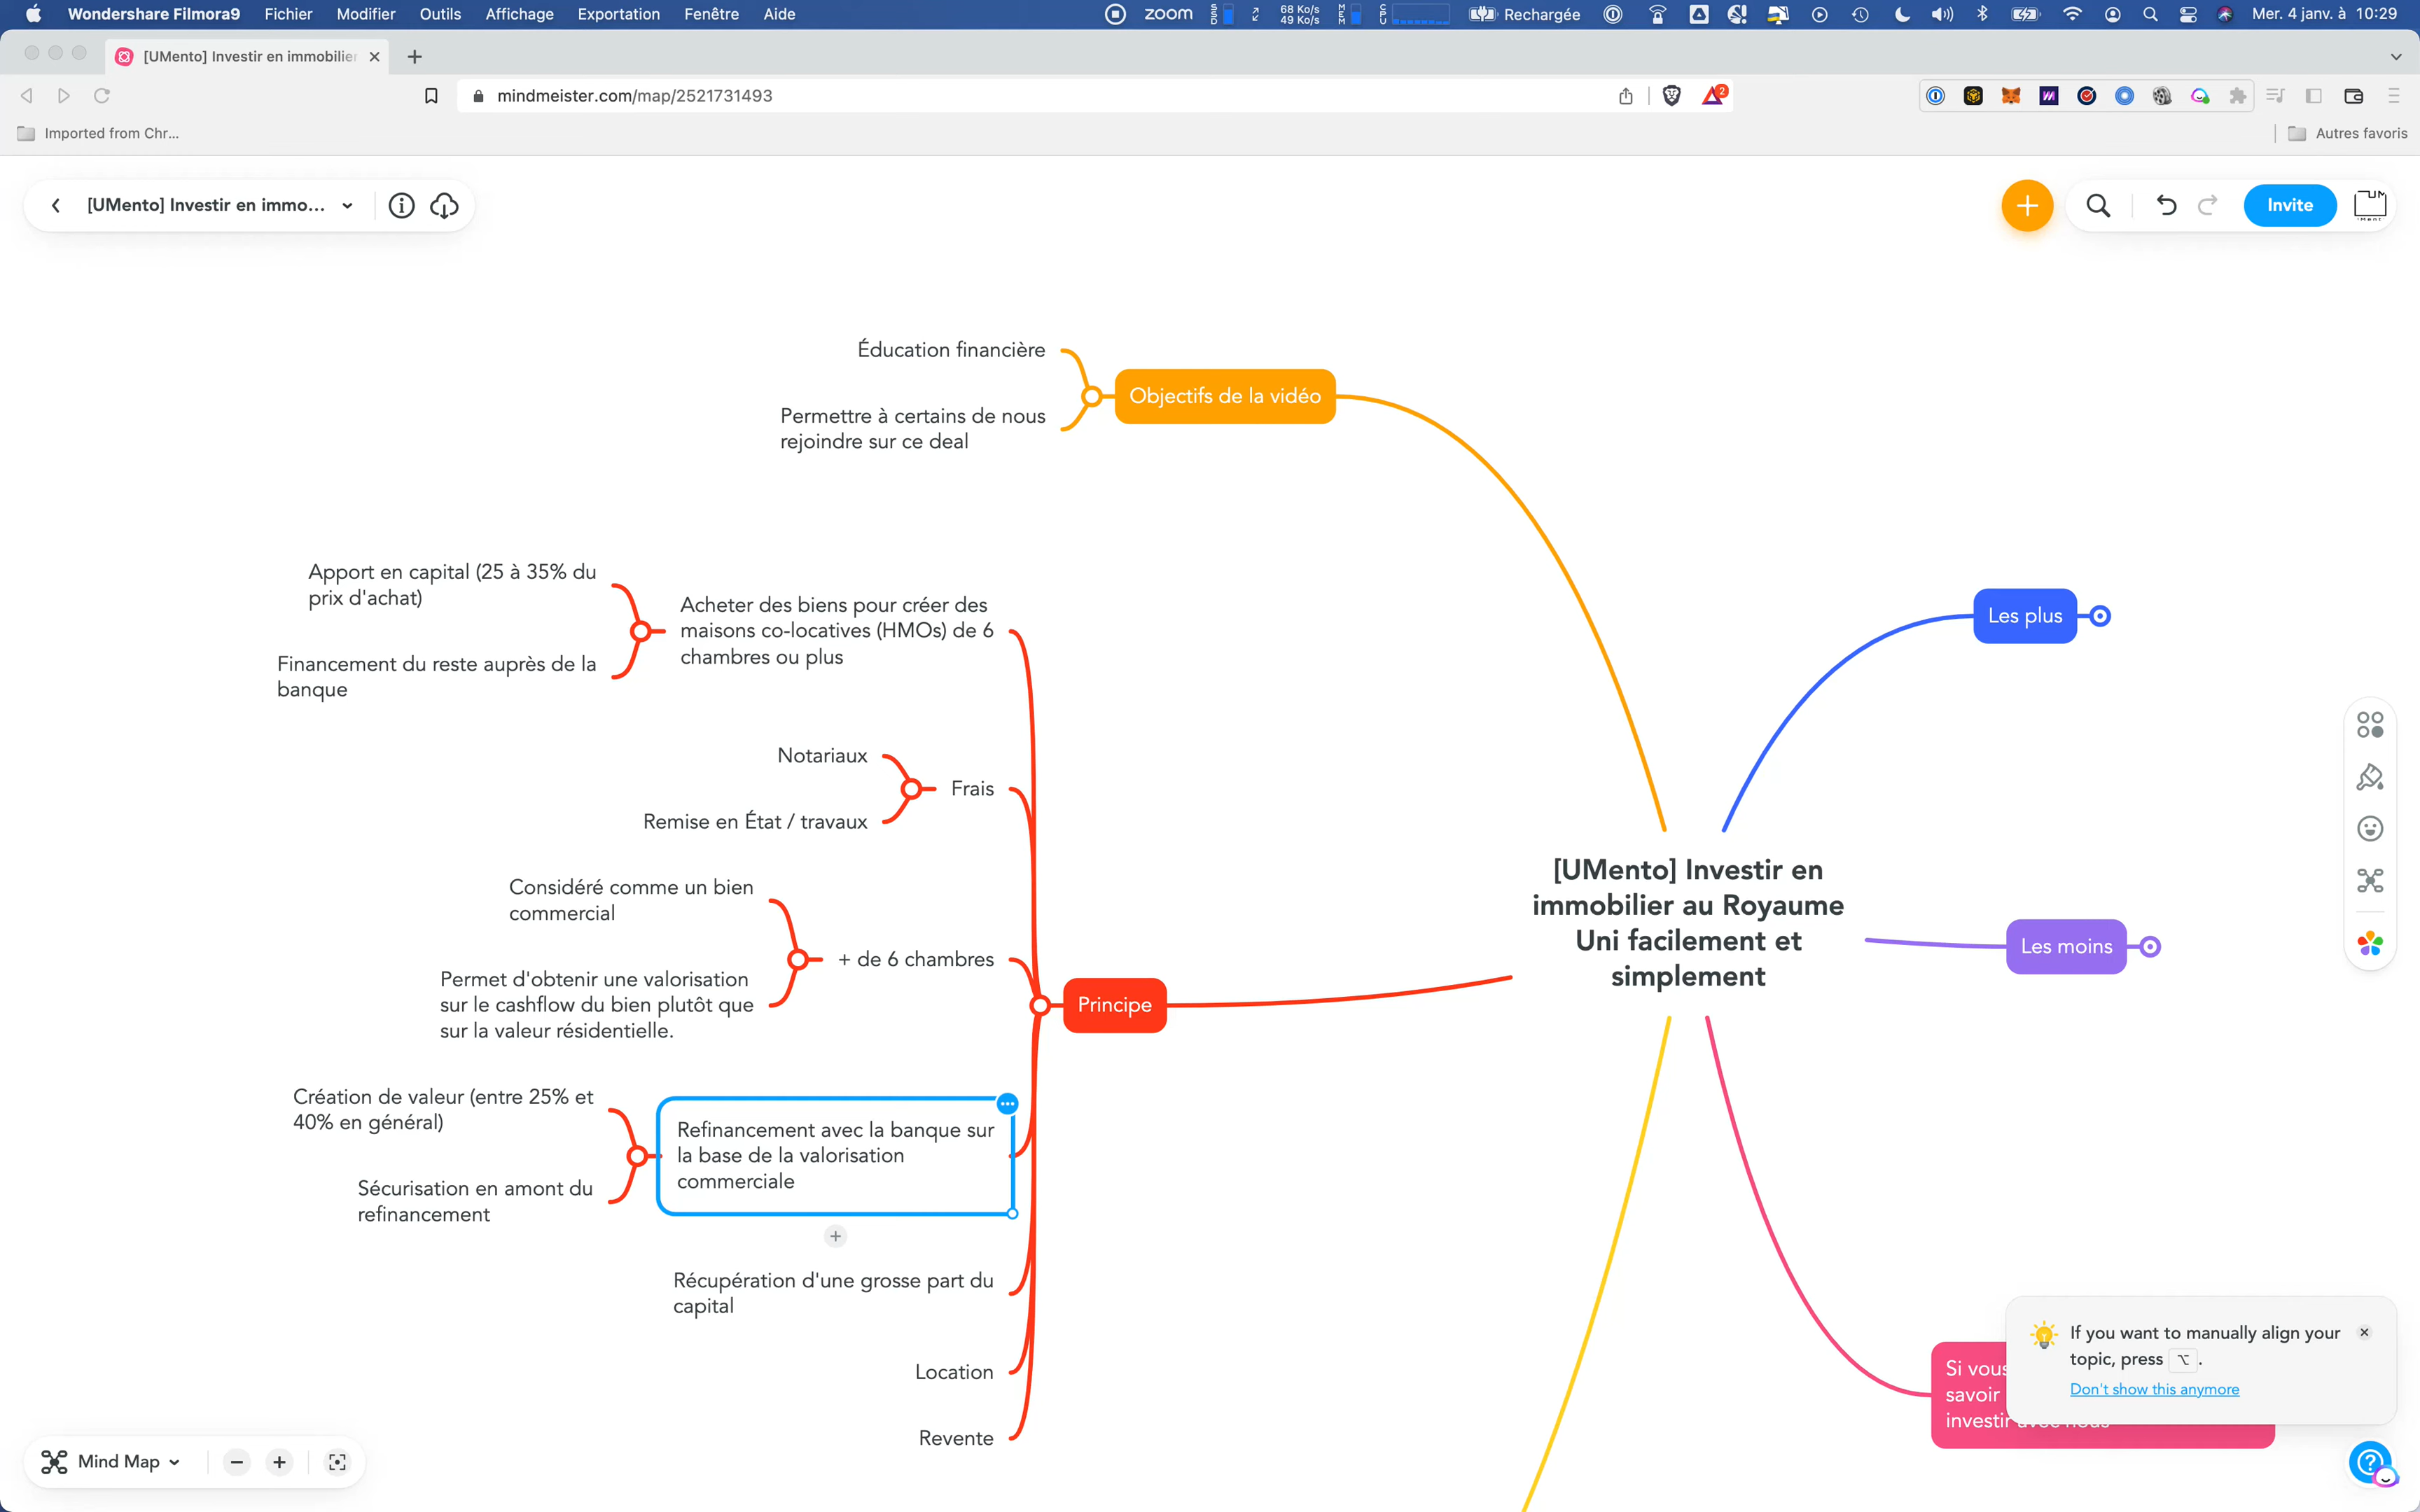 Wondershare Filmora9 Fichier Modifier Outils Affichage Exportation Fenêtre Aide
zoom SSD 68 Ko/s 49 Ko/s MEM CPU Rechargée Mer. 4 janv. à 10:29
[UMento] Investir en immobilier
mindmeister.com/map/2521731493
2
Imported from Chr...
Autres favoris
[UMento] Investir en immo...
Invite
Éducation financière
Permettre à certains de nous
rejoindre sur ce deal
Objectifs de la vidéo
Apport en capital (25 à 35% du
prix d'achat)
Financement du reste auprès de la
banque
Acheter des biens pour créer des
maisons co-locatives (HMOs) de 6
chambres ou plus
Notariaux
Remise en État / travaux
Frais
Considéré comme un bien
commercial
Permet d'obtenir une valorisation
sur le cashflow du bien plutôt que
sur la valeur résidentielle.
+ de 6 chambres
Principe
Création de valeur (entre 25% et
40% en général)
Sécurisation en amont du
refinancement
Refinancement avec la banque sur
la base de la valorisation
commerciale
Récupération d'une grosse part du
capital
Location
Revente
[UMento] Investir en
immobilier au Royaume
Uni facilement et
simplement
Les plus
Les moins
Si vous
savoir
investir avec nous
If you want to manually align your
topic, press ⌥.
Don't show this anymore
Mind Map